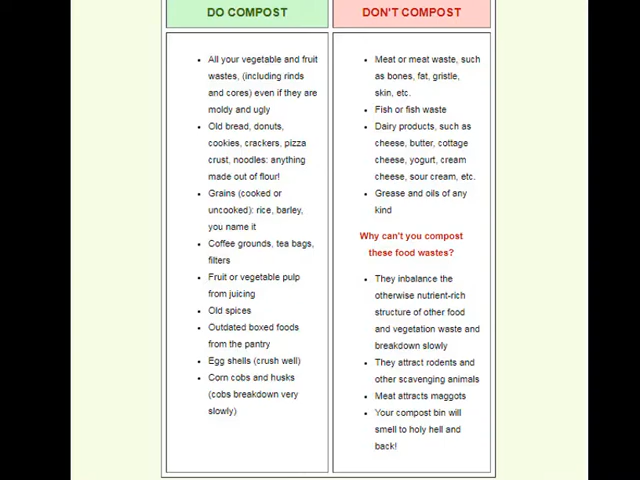 DO COMPOST
All your vegetable and fruit
wastes, (including rinds
and cores) even if they are
moldy and ugly
Old bread, donuts,
cookies, crackers, pizza
crust, noodles: anything
made out of flour!
Grains (cooked or
uncooked): rice, barley,
you name it
Coffee grounds, tea bags,
filters
Fruit or vegetable pulp
from juicing
Old spices
Outdated boxed foods
from the pantry
Egg shells (crush well)
Corn cobs and husks
(cobs breakdown very
slowly)
DON'T COMPOST
Meat or meat waste, such
as bones, fat, gristle,
skin, etc.
Fish or fish waste
Dairy products, such as
cheese, butter, cottage
cheese, yogurt, cream
cheese, sour cream, etc.
Grease and oils of any
kind
Why can't you compost
these food wastes?
They inbalance the
otherwise nutrient-rich
structure of other food
and vegetation waste and
breakdown slowly
They attract rodents and
other scavenging animals
Meat attracts maggots
Your compost bin will
smell to holy hell and
back!